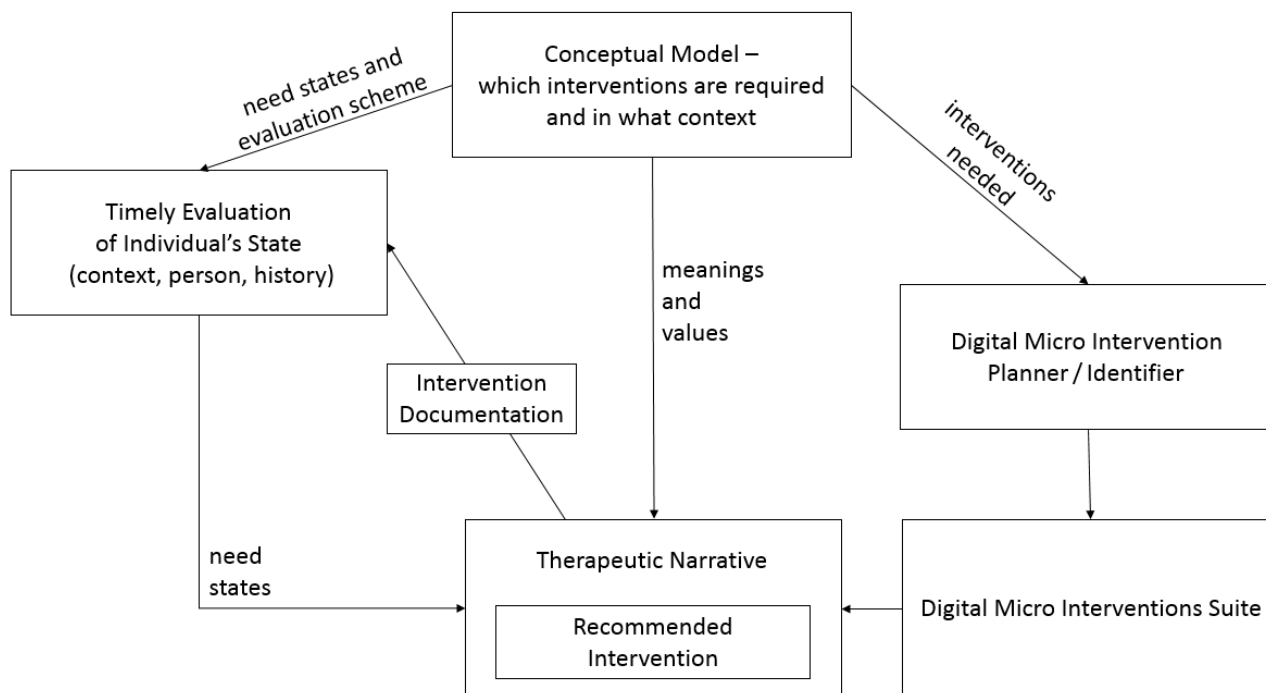 Conceptual Model –
which interventions are required
and in what context
need states and
evaluation scheme
interventions
needed
Timely Evaluation
of Individual’s State
(context, person, history)
meanings
and
values
Digital Micro Intervention
Planner / Identifier
Intervention
Documentation
need
states
Therapeutic Narrative
Recommended
Intervention
Digital Micro Interventions Suite